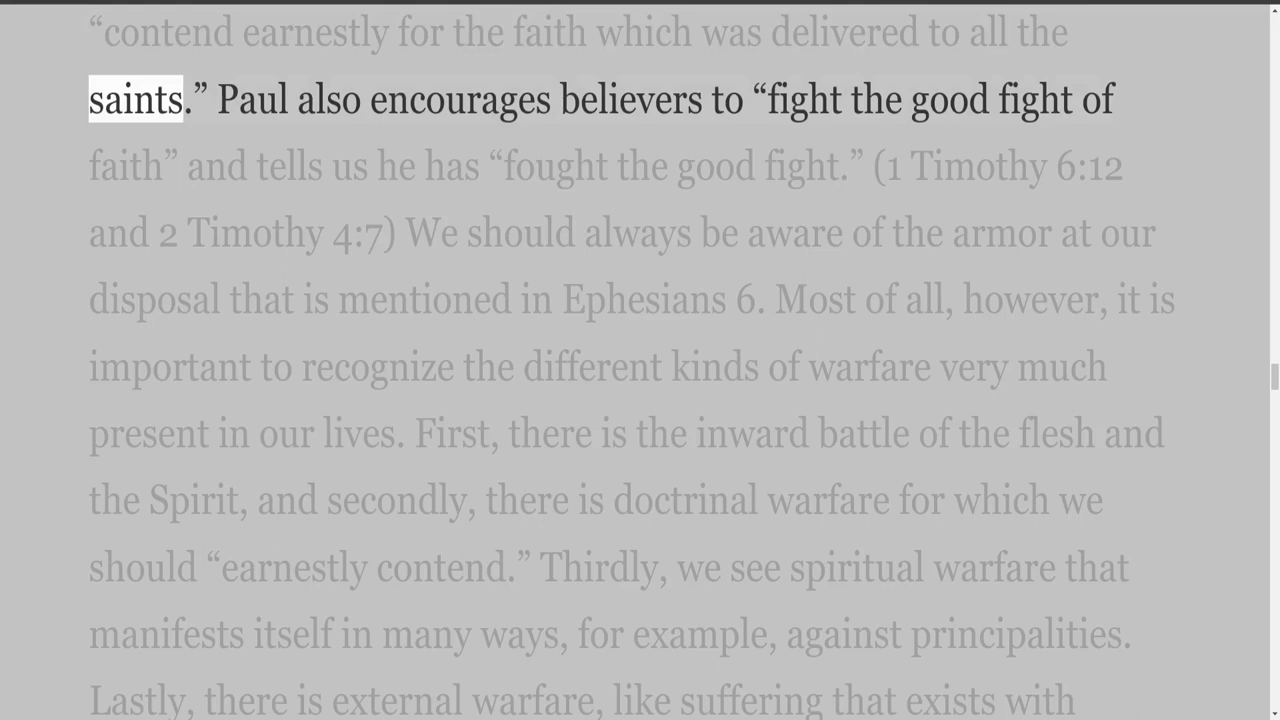 “contend earnestly for the faith which was delivered to all the
saints.” Paul also encourages believers to “fight the good fight of
faith” and tells us he has “fought the good fight.” (1 Timothy 6:12
and 2 Timothy 4:7) We should always be aware of the armor at our
disposal that is mentioned in Ephesians 6. Most of all, however, it is
important to recognize the different kinds of warfare very much
present in our lives. First, there is the inward battle of the flesh and
the Spirit, and secondly, there is doctrinal warfare for which we
should “earnestly contend.” Thirdly, we see spiritual warfare that
manifests itself in many ways, for example, against principalities.
Lastly, there is external warfare, like suffering that exists with